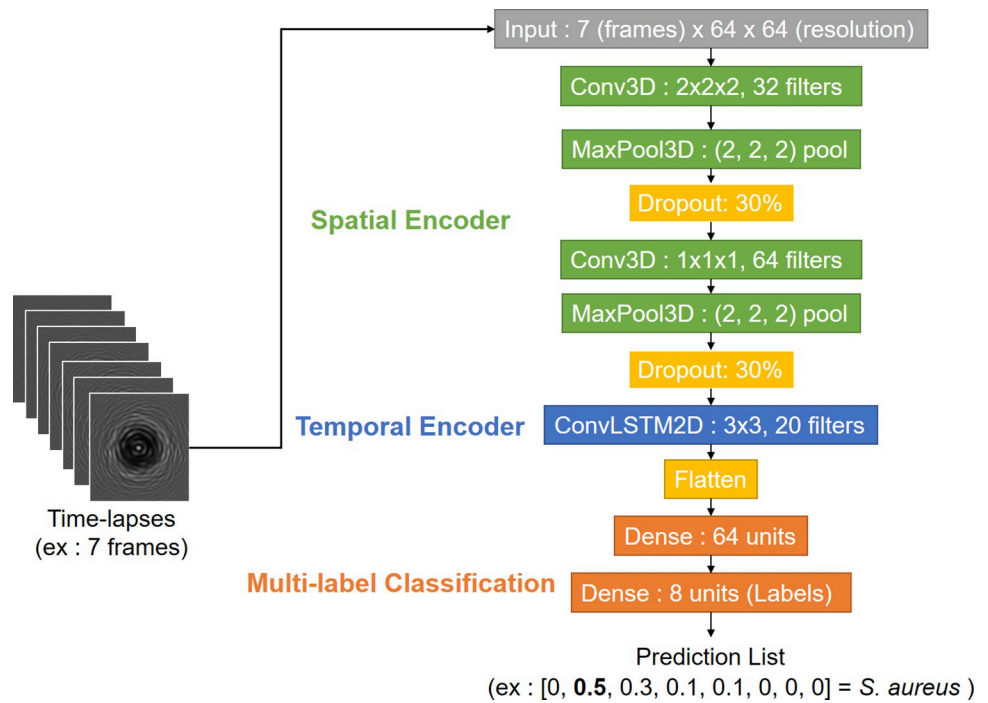 Input : 7 (frames) x 64 x 64 (resolution)
Conv3D : 2x2x2, 32 filters
MaxPool3D : (2, 2, 2) pool
Dropout: 30%
Spatial Encoder
Conv3D : 1x1x1, 64 filters
MaxPool3D : (2, 2, 2) pool
Dropout: 30%
Temporal Encoder
ConvLSTM2D : 3x3, 20 filters
Flatten
Time-lapses
(ex : 7 frames)
Dense : 64 units
Multi-label Classification
Dense : 8 units (Labels)
Prediction List
(ex : [0, 0.5, 0.3, 0.1, 0.1, 0, 0, 0] = S. aureus )